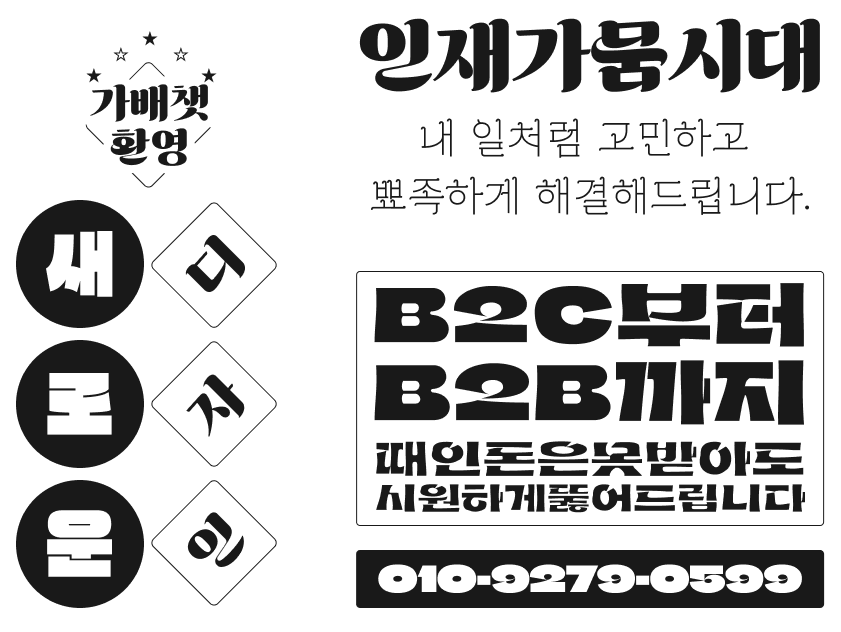 가배챗
환영
새
로
운
디
자
인
인재가뭄시대
내 일처럼 고민하고
뾰족하게 해결해드립니다.
B2C부터
B2B까지
때인돈은못받아도
시원하게뚫어드립니다
010-9279-0599